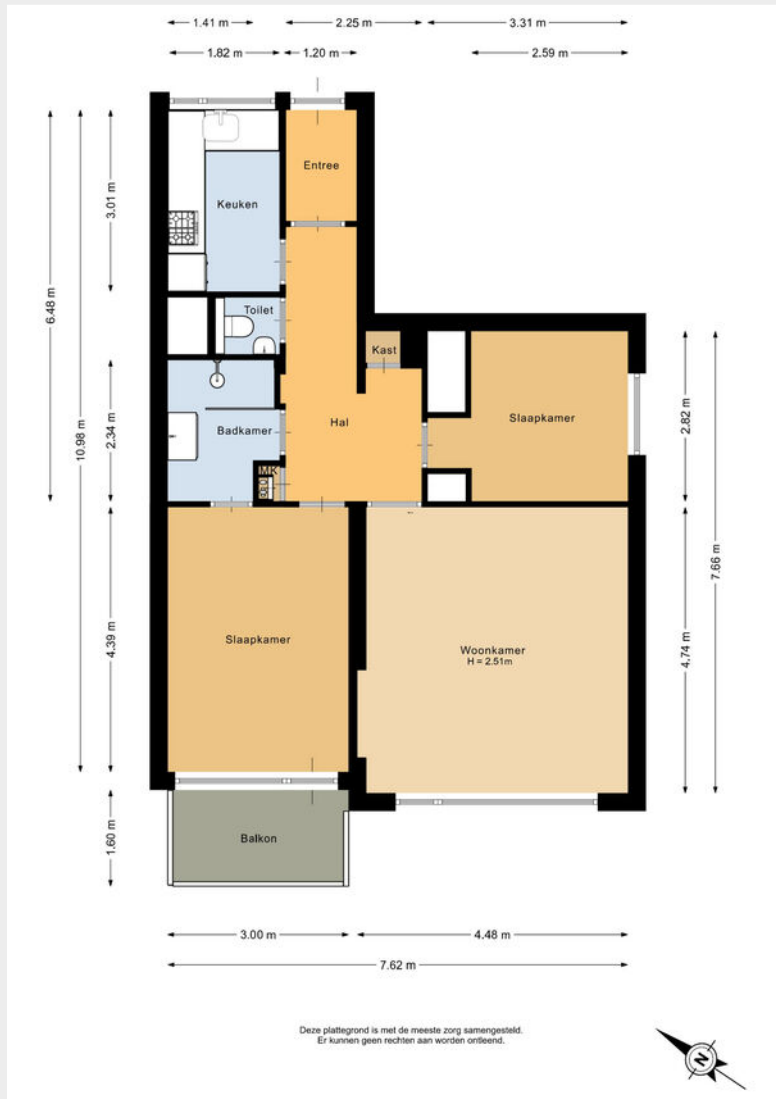 1.41 m
2.25 m
3.31 m
1.82 m
1.20 m
2.59 m
Entree
Keuken
3.01 m
6.48 m
Toilet
Kast
Slaapkamer
Hal
Badkamer
2.34 m
2.82 m
10.98 m
MK
7.66 m
Slaapkamer
4.39 m
Woonkamer
H = 2.51m
4.74 m
Balkon
1.60 m
3.00 m
4.48 m
7.62 m
Deze plattegrond is met de meeste zorg samengesteld.
Er kunnen geen rechten aan worden ontleend.
N